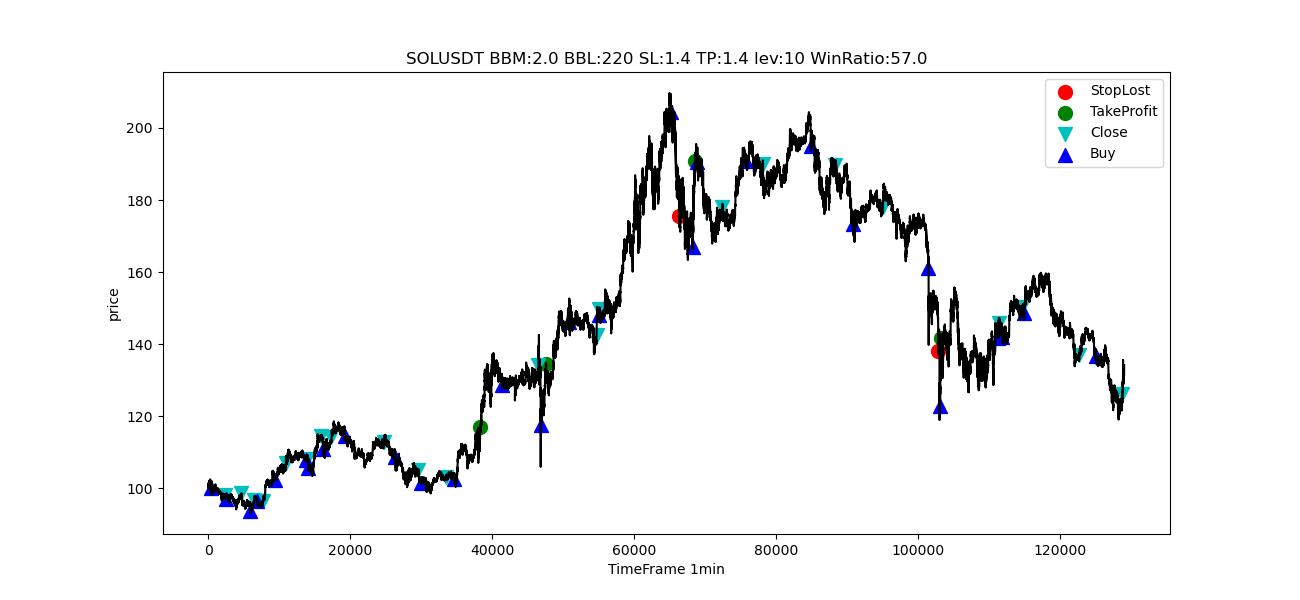 SOLUSDT BBM:2.0 BBL:220 SL:1.4 TP:1.4 lev:10 WinRatio:57.0
StopLost
TakeProfit
Close
Buy
price
200
180
160
140
120
100
0 20000 40000 60000 80000 100000 120000
TimeFrame 1min